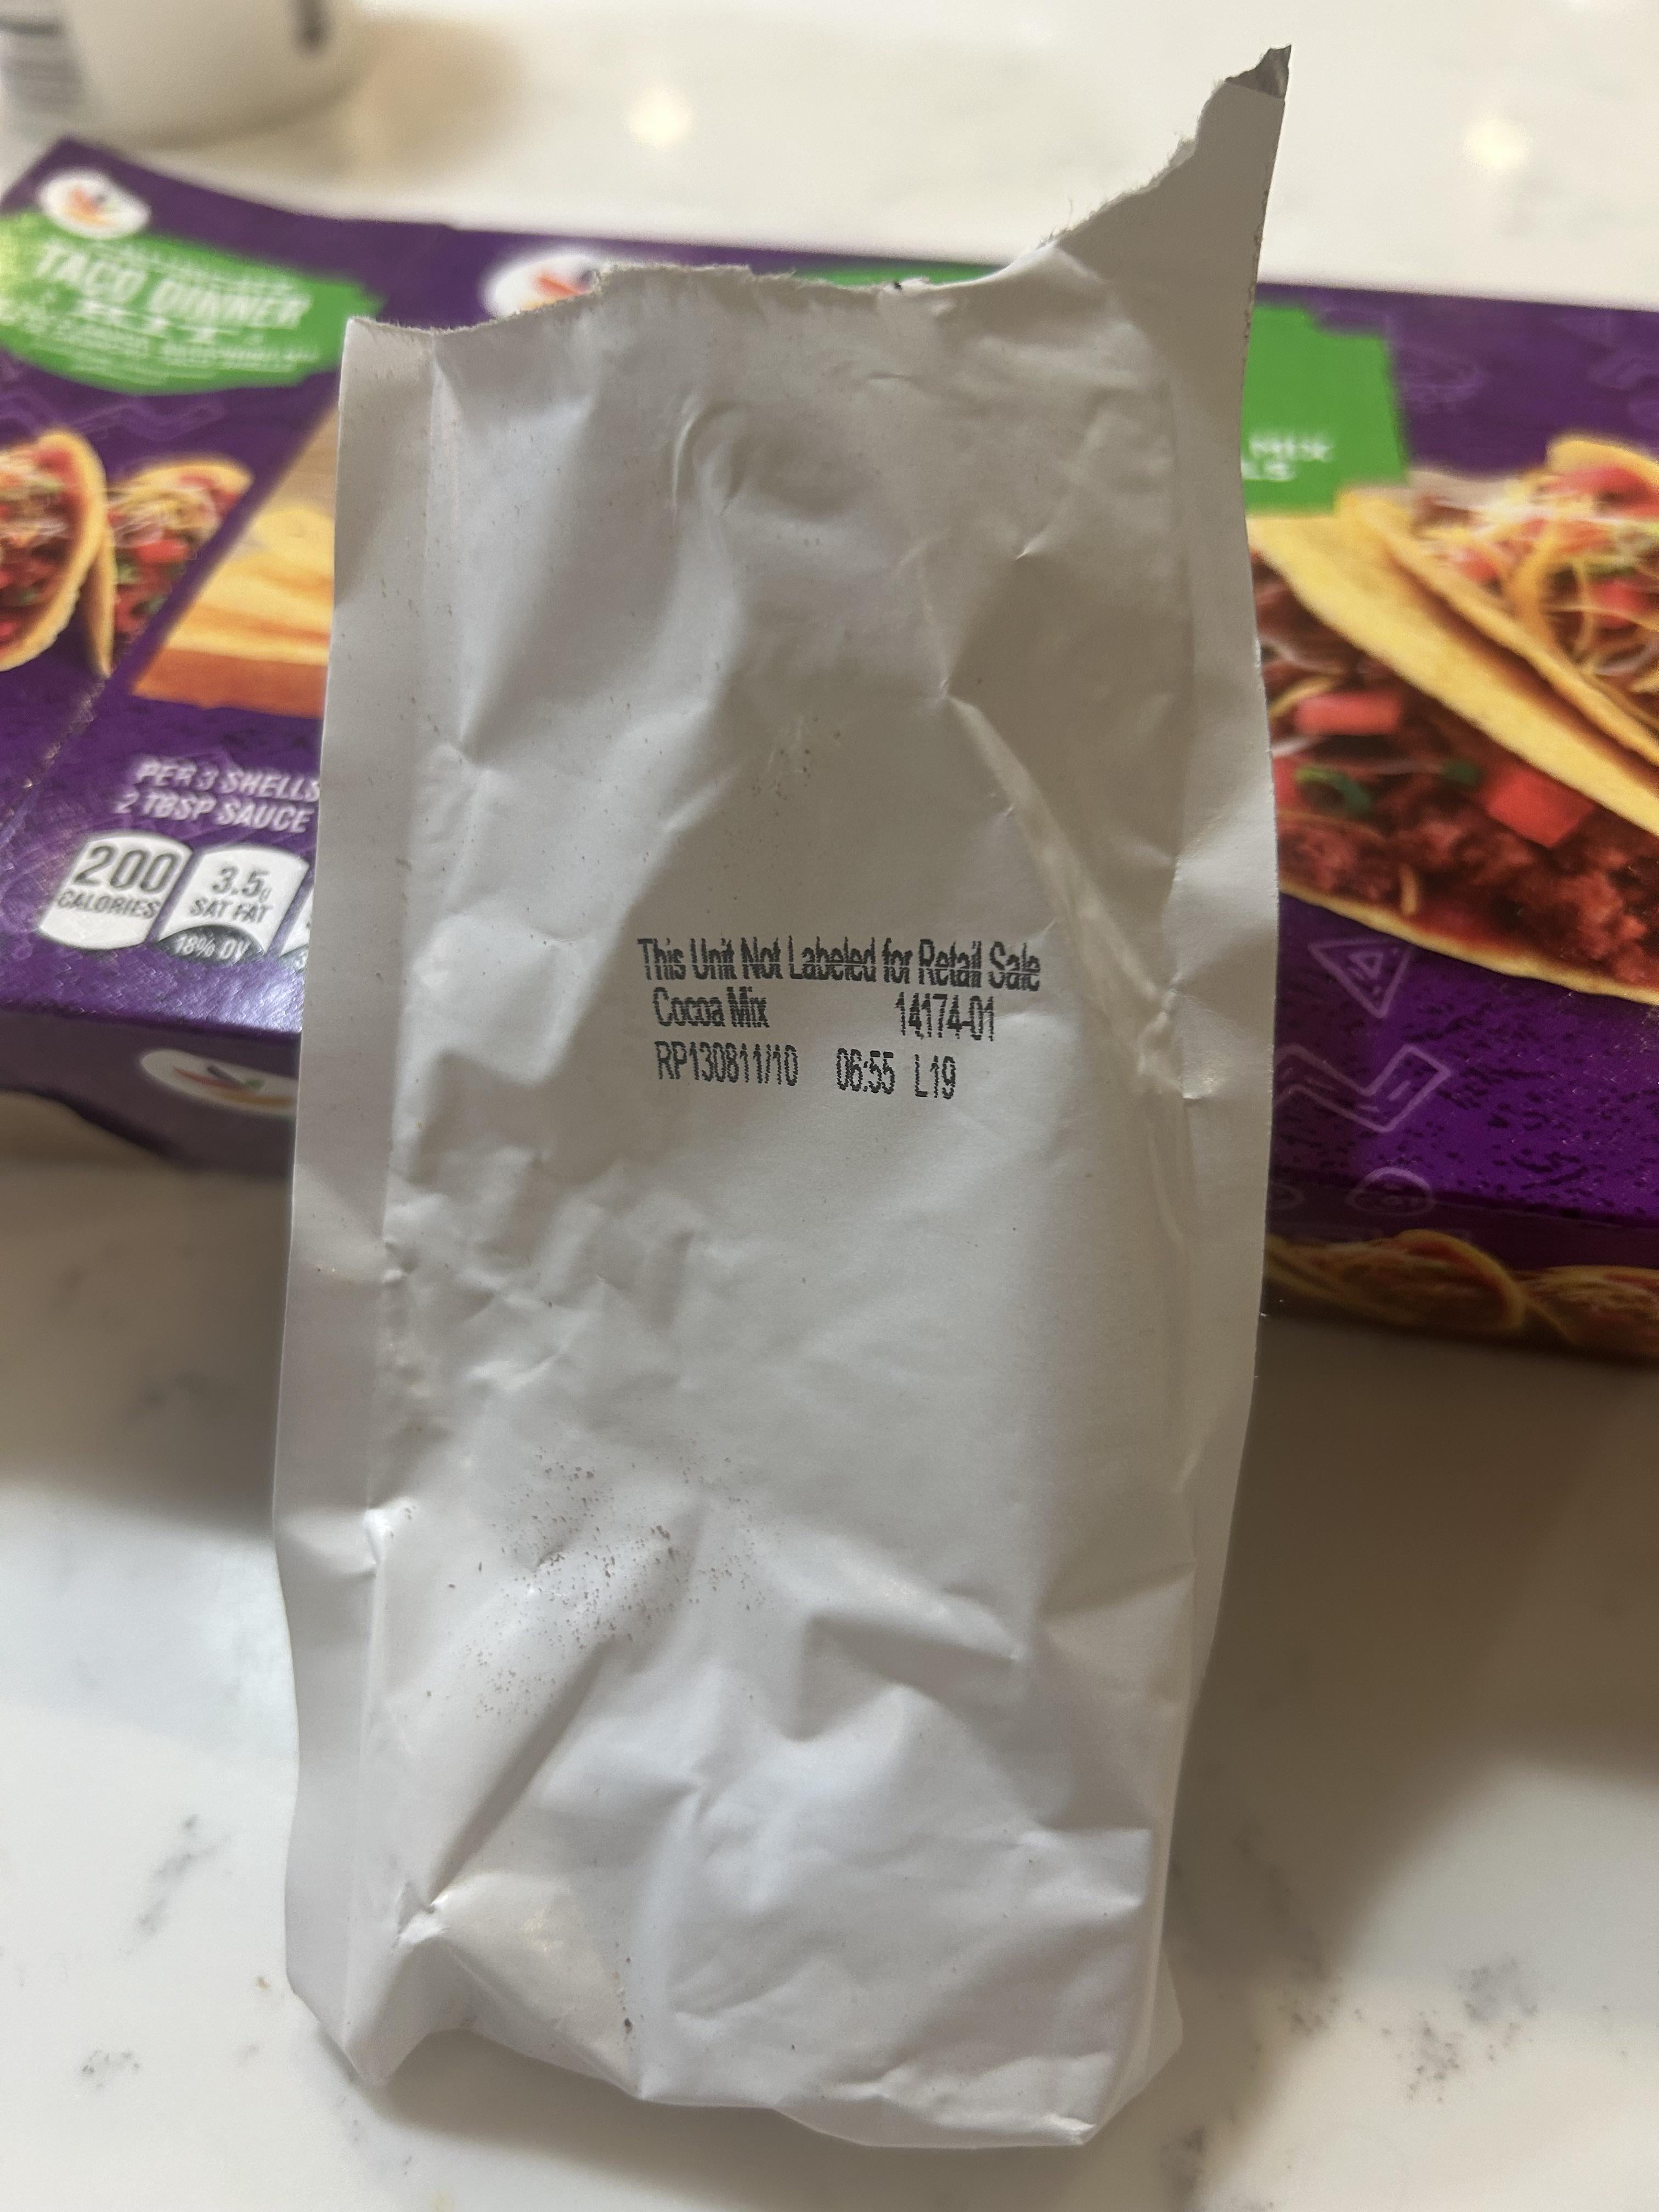 TACO DINNER
PER 3 SHELLS
2 TBSP SAUCE
200
CALORIES
3.5g
SAT FAT
18% DV
MIX
This Unit Not Labeled for Retail Sale
Cocoa Mix 14174-01
RP130811/10 06:55 L19